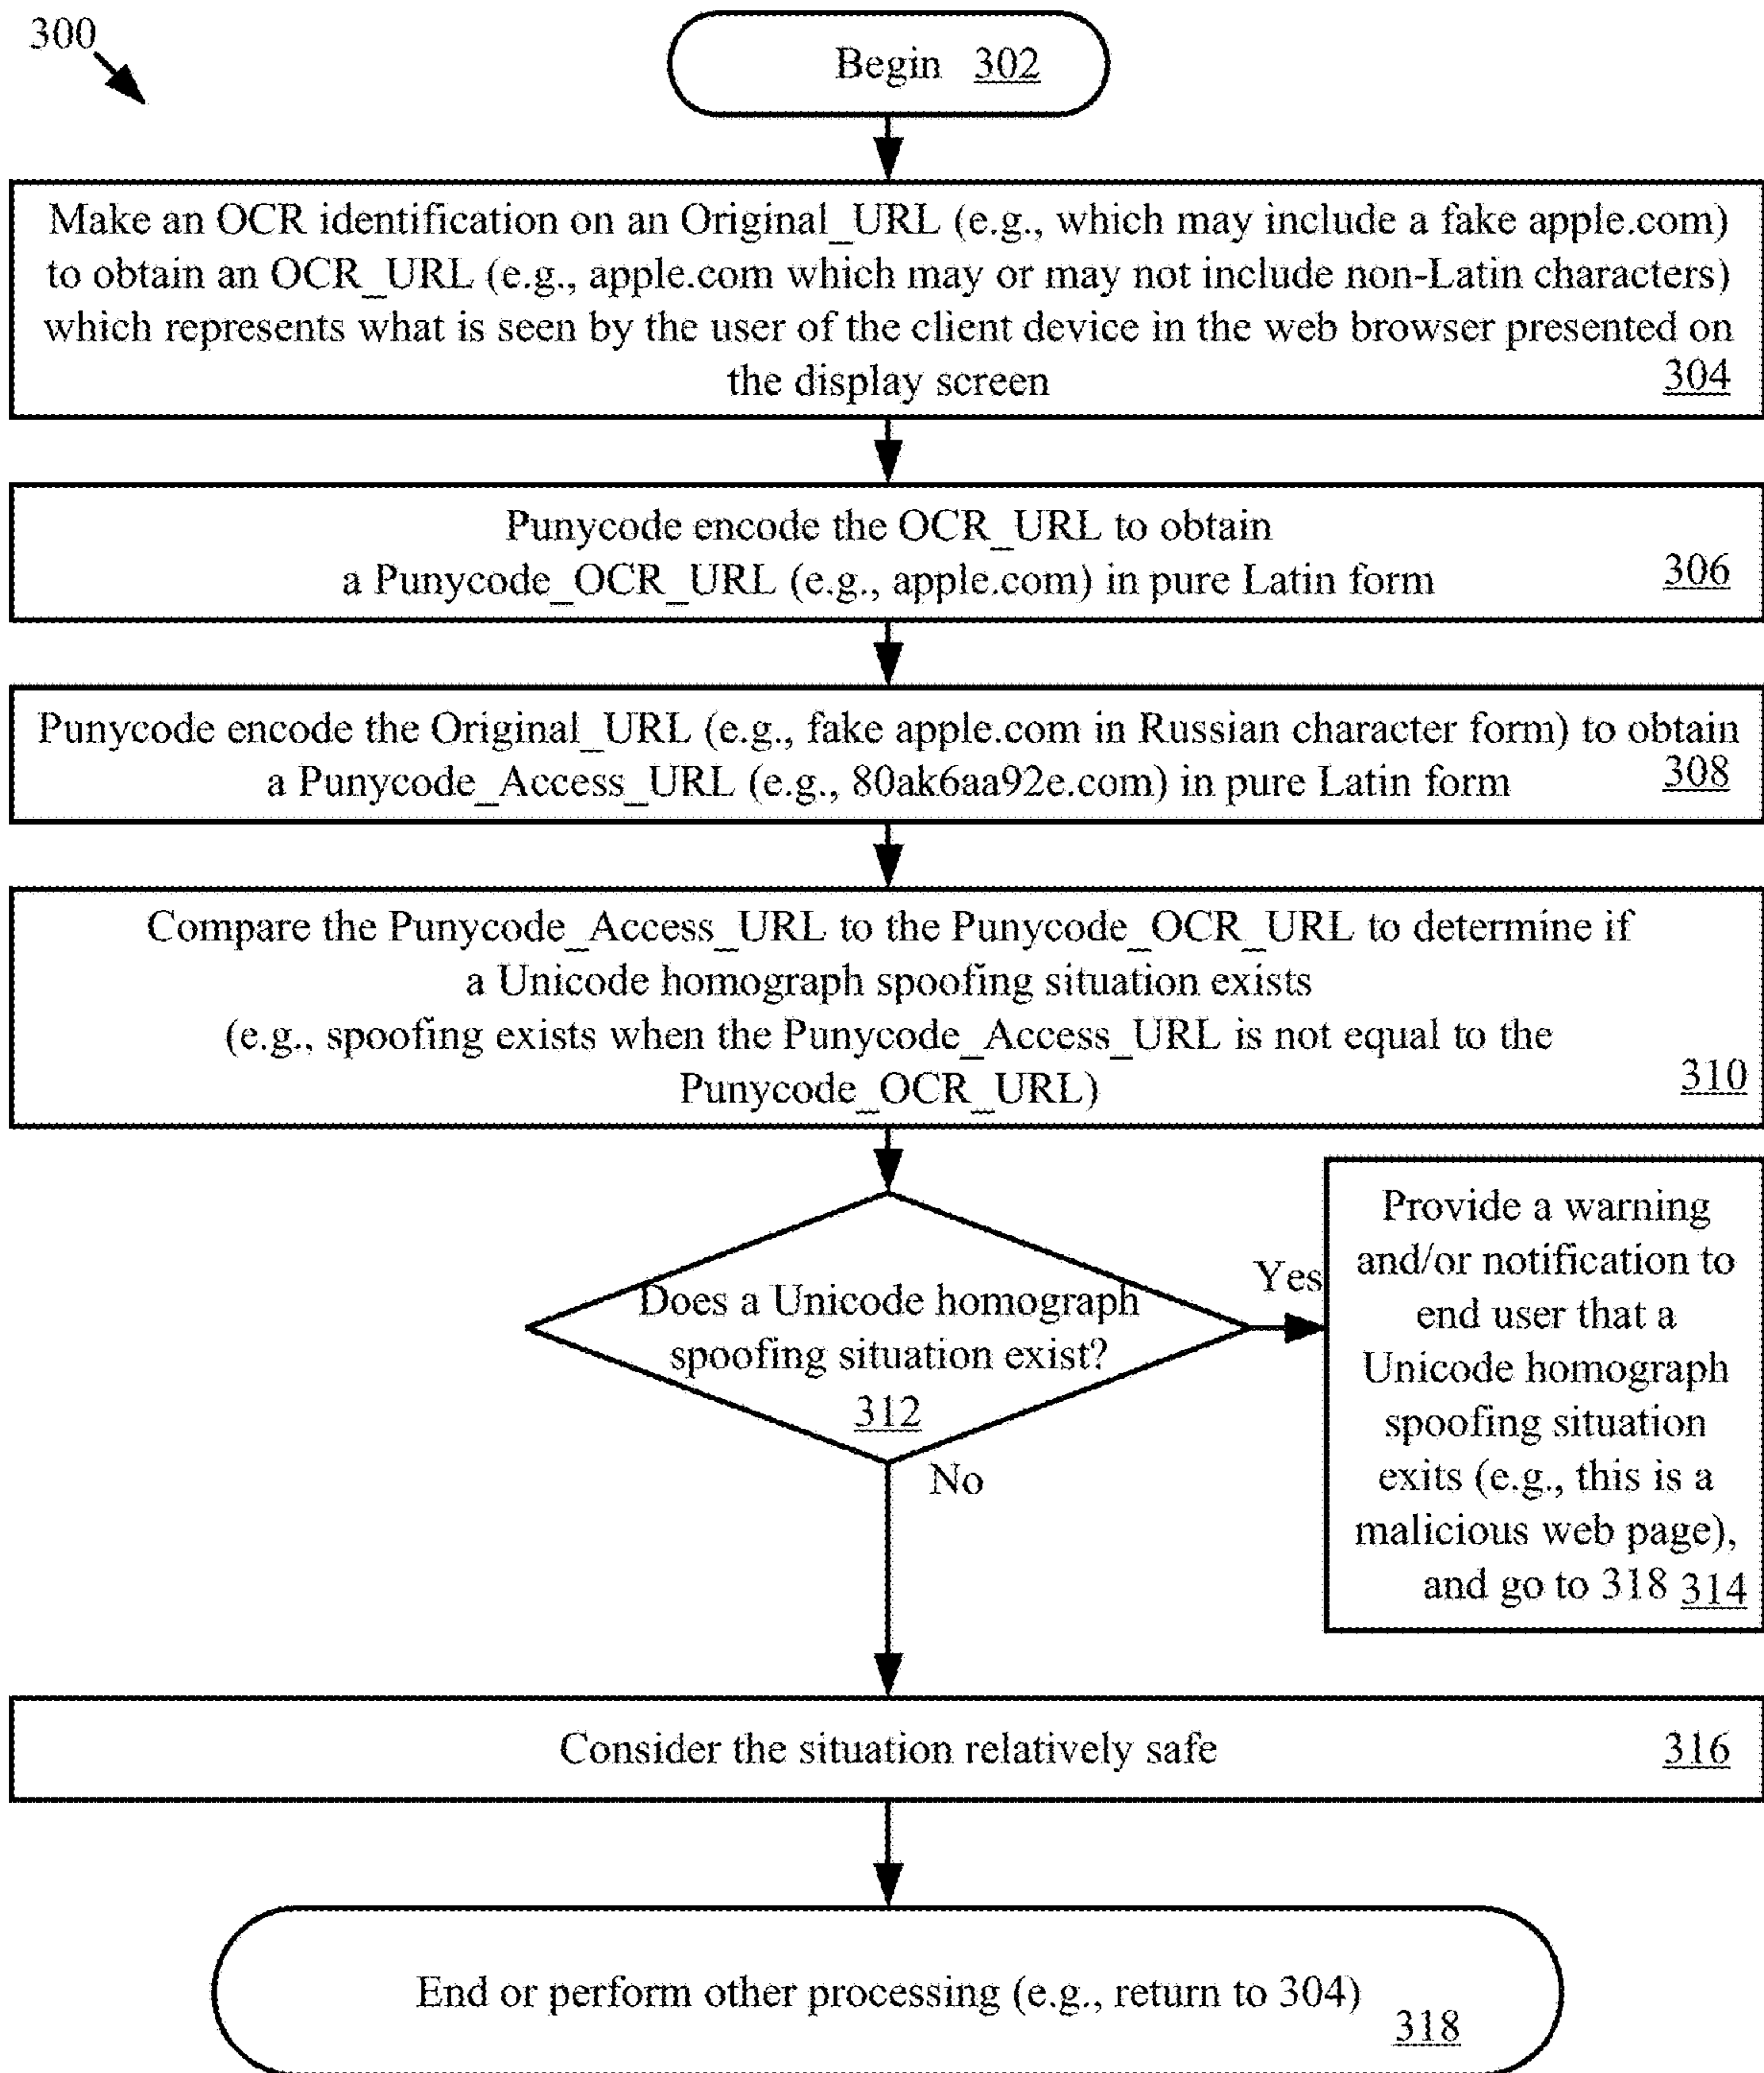 300
Begin 302
Make an OCR identification on an Original_URL (e.g., which may include a fake apple.com)
to obtain an OCR_URL (e.g., apple.com which may or may not include non-Latin characters)
which represents what is seen by the user of the client device in the web browser presented on
the display screen 304
Punycode encode the OCR_URL to obtain
a Punycode_OCR_URL (e.g., apple.com) in pure Latin form 306
Punycode encode the Original_URL (e.g., fake apple.com in Russian character form) to obtain
a Punycode_Access_URL (e.g., 80ak6aa92e.com) in pure Latin form 308
Compare the Punycode_Access_URL to the Punycode_OCR_URL to determine if
a Unicode homograph spoofing situation exists
(e.g., spoofing exists when the Punycode_Access_URL is not equal to the
Punycode_OCR_URL) 310
Does a Unicode homograph
spoofing situation exist?
312
Yes
Provide a warning
and/or notification to
end user that a
Unicode homograph
spoofing situation
exits (e.g., this is a
malicious web page),
and go to 318 314
No
Consider the situation relatively safe 316
End or perform other processing (e.g., return to 304) 318